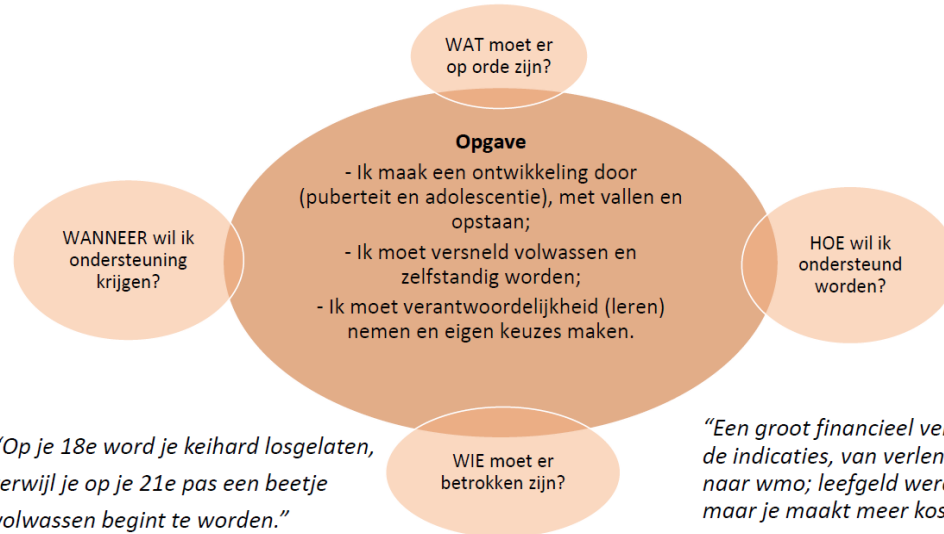 WAT moet er
op orde zijn?
Opgave
- Ik maak een ontwikkeling door
(puberteit en adolescentie), met vallen en
opstaan;
- Ik moet versneld volwassen en
zelfstandig worden;
- Ik moet verantwoordelijkheid (leren)
nemen en eigen keuzes maken.
WANNEER wil ik
ondersteuning
krijgen?
HOE wil ik
ondersteund
worden?
WIE moet er
betrokken zijn?
“Op je 18e word je keihard losgelaten,
terwijl je op je 21e pas een beetje
volwassen begint te worden.”
“Een groot financieel
de indicaties, van
naar wmo; leefgeld
maar je maakt meer